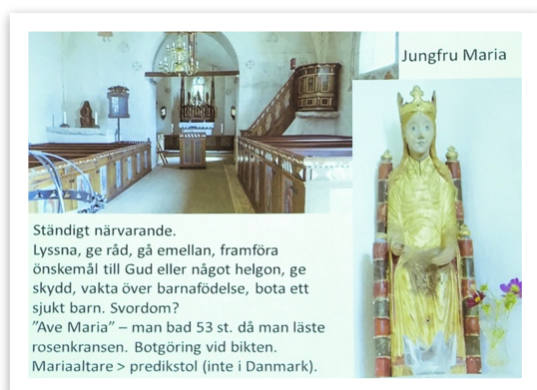 Jungfru Maria
Ständigt närvarande.
Lyssna, ge råd, gå emellan, framföra
önskemål till Gud eller något helgon, ge
skydd, vakta över barnafödelse, bota ett
sjukt barn. Svordom?
”Ave Maria” – man bad 53 st. då man läste
rosenkransen. Botgöring vid bikten.
Mariaaltare > predikstol (inte i Danmark).